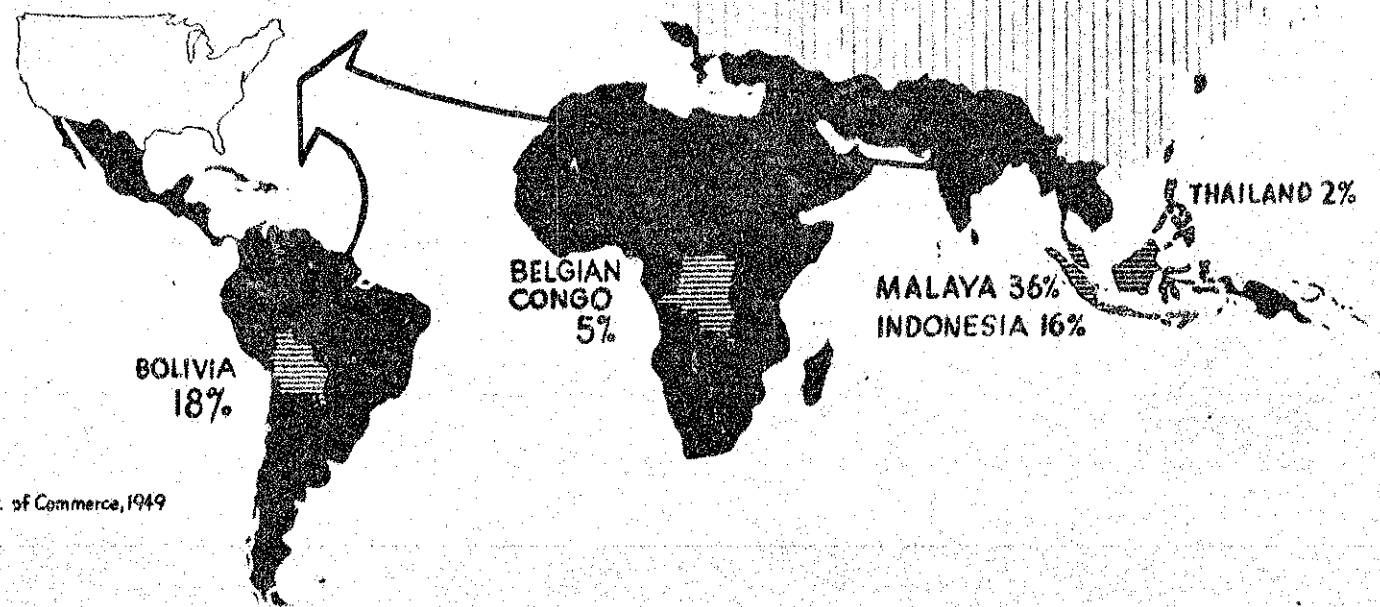 THAILAND 2%
BELGIAN
CONGO
5%
MALAYA 36%
INDONESIA 16%
BOLIVIA
18%
of Commerce, 1949